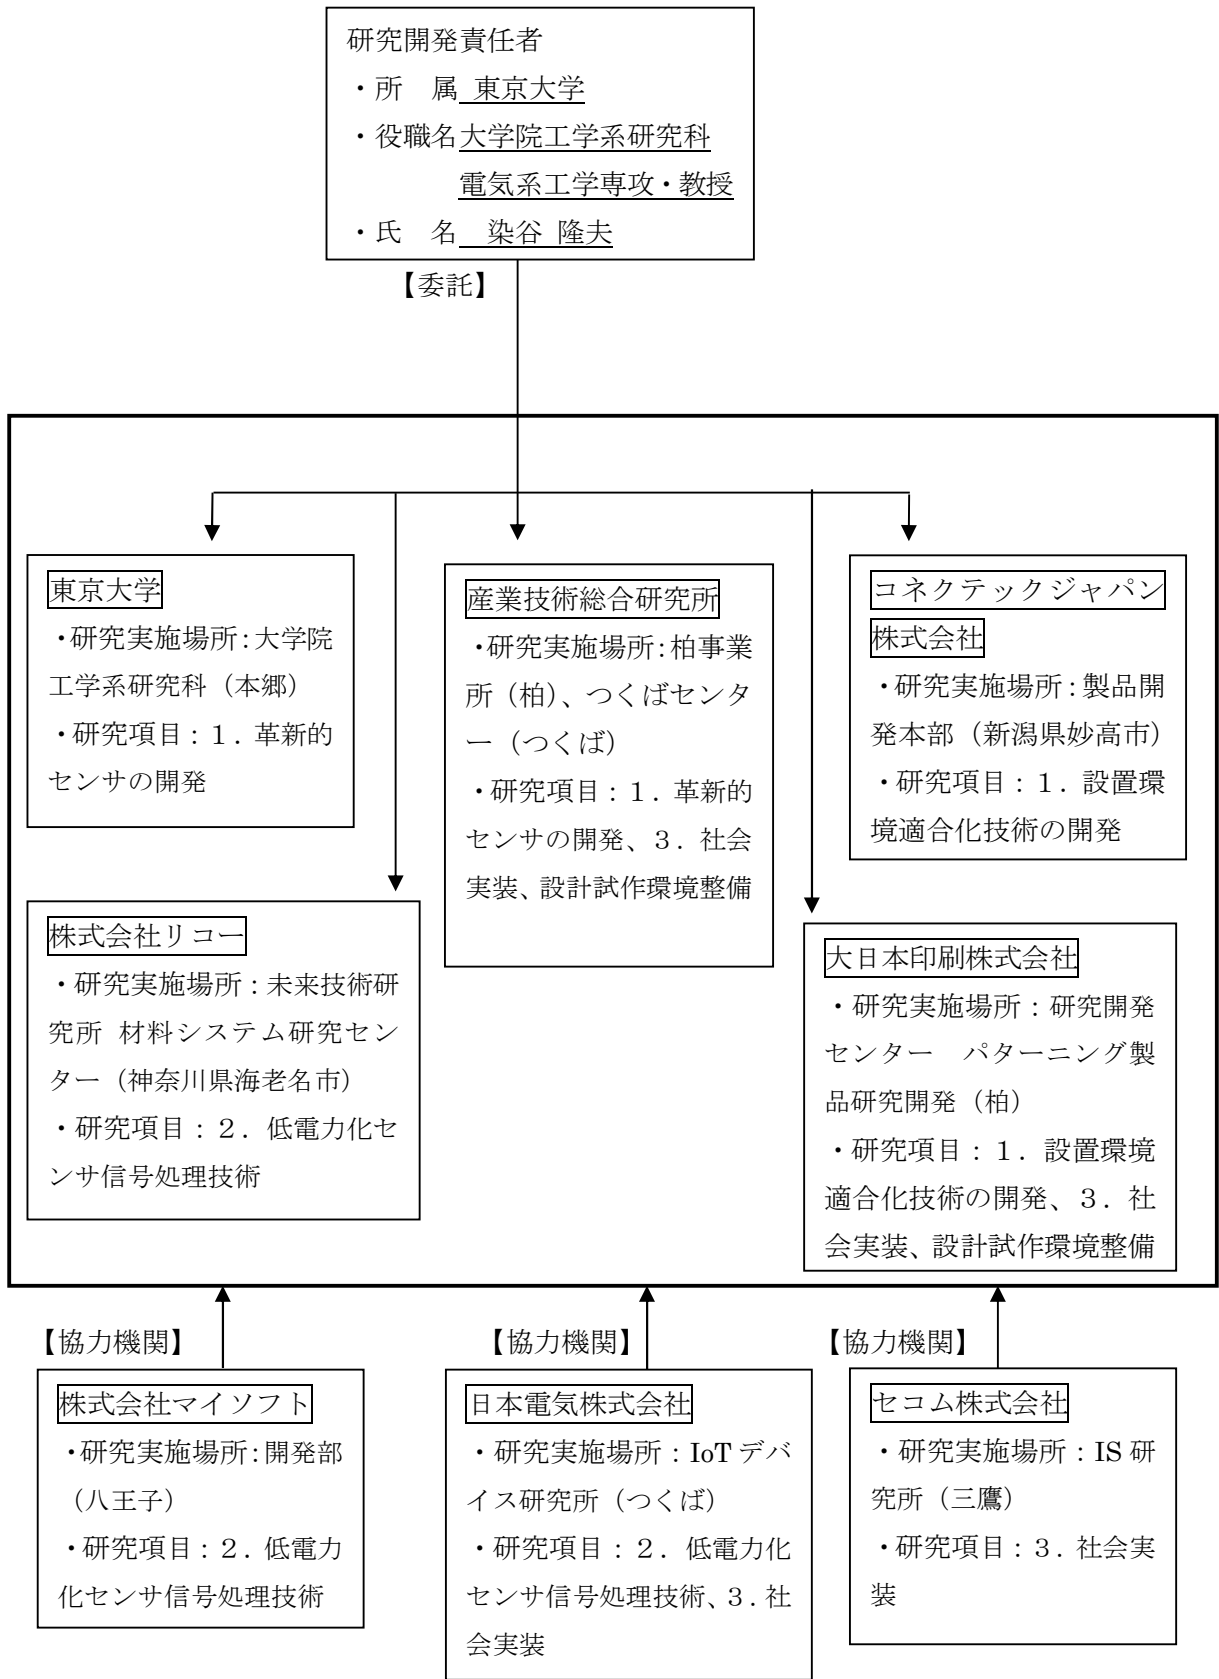 研究開発責任者
・所　属 東京大学
・役職名大学院工学系研究科
電気系工学専攻・教授
・氏　名　染谷 隆夫
【委託】
東京大学
・研究実施場所：大学院
工学系研究科（本郷）
・研究項目：１．革新的
センサの開発
産業技術総合研究所
・研究実施場所：柏事業
所（柏）、つくばセンタ
ー（つくば）
・研究項目：１．革新的
センサの開発、３．社会
実装、設計試作環境整備
コネクテックジャパン
株式会社
・研究実施場所：製品開
発本部（新潟県妙高市）
・研究項目：１．設置環
境適合化技術の開発
株式会社リコー
・研究実施場所：未来技術研
究所 材料システム研究セン
ター（神奈川県海老名市）
・研究項目：２．低電力化セ
ンサ信号処理技術
大日本印刷株式会社
・研究実施場所：研究開発
センター　パターニング製
品研究開発（柏）
・研究項目：１．設置環境
適合化技術の開発、３．社
会実装、設計試作環境整備
【協力機関】
株式会社マイソフト
・研究実施場所：開発部
（八王子）
・研究項目：２．低電力
化センサ信号処理技術
【協力機関】
日本電気株式会社
・研究実施場所：IoT デバ
イス研究所（つくば）
・研究項目：２．低電力化
センサ信号処理技術、３．社
会実装
【協力機関】
セコム株式会社
・研究実施場所：IS 研
究所（三鷹）
・研究項目：３．社会実
装